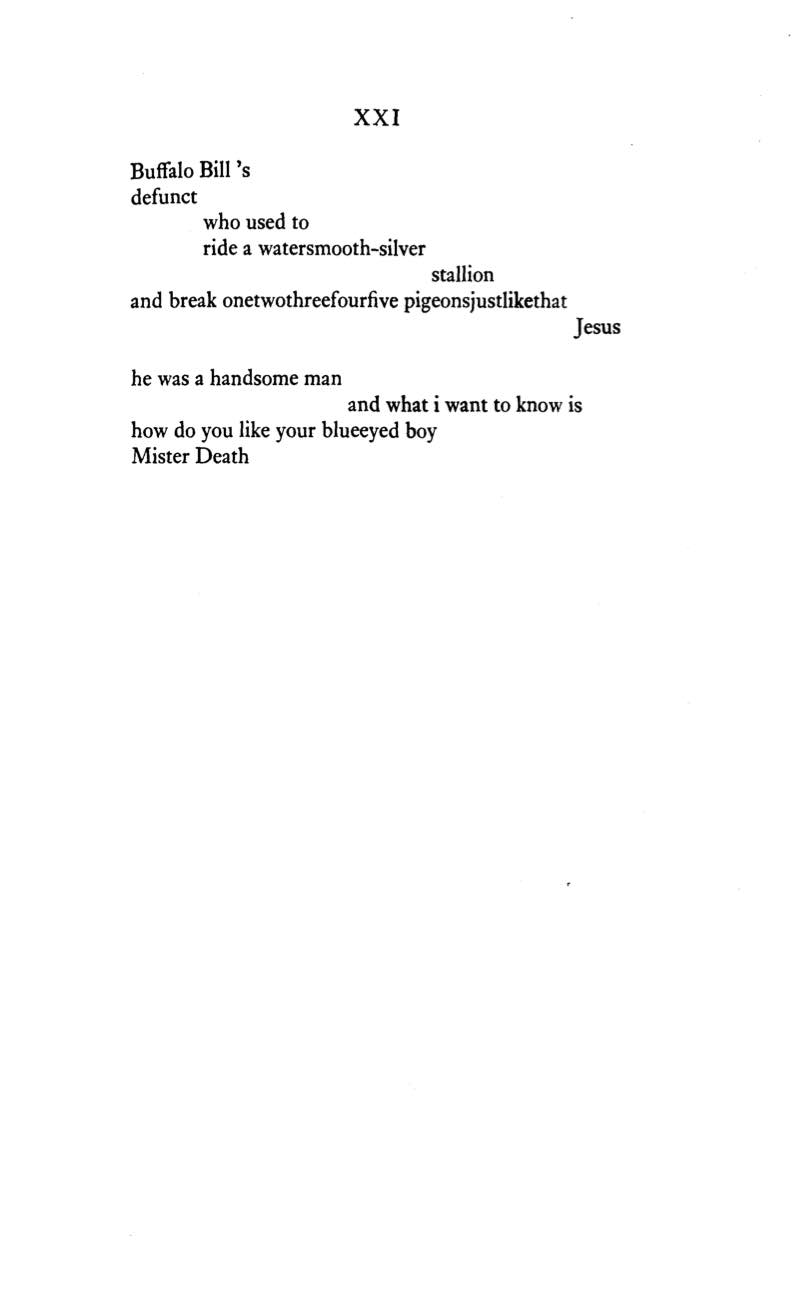 XXI
Buffalo Bill 's
defunct
who used to
ride a watersmooth-silver
stallion
and break onetwothreefourfive pigeonsjustlikethat
Jesus
he was a handsome man
and what i want to know is
how do you like your blueeyed boy
Mister Death